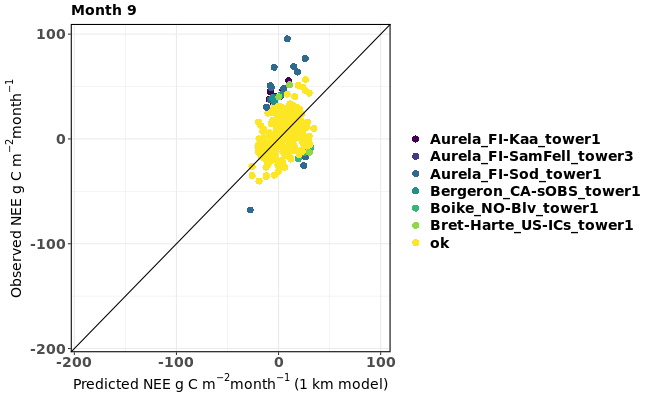 Month 9
100
0
-100
-200
-200 -100 0 100
Observed NEE g C m−2month−1
Predicted NEE g C m−2month−1 (1 km model)
Aurela_FI-Kaa_tower1
Aurela_FI-SamFell_tower3
Aurela_FI-Sod_tower1
Bergeron_CA-sOBS_tower1
Boike_NO-Blv_tower1
Bret-Harte_US-ICs_tower1
ok